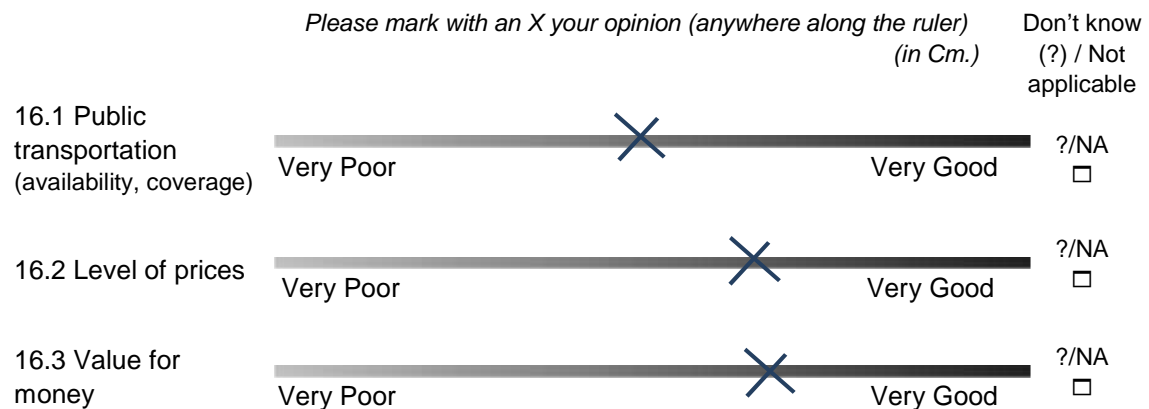 Please mark with an X your opinion (anywhere along the ruler)
(in Cm.)
Don’t know
(?) / Not
applicable
16.1 Public
transportation
(availability, coverage)
Very Poor
Very Good
?/NA
16.2 Level of prices
Very Poor
Very Good
?/NA
16.3 Value for
money
Very Poor
Very Good
?/NA